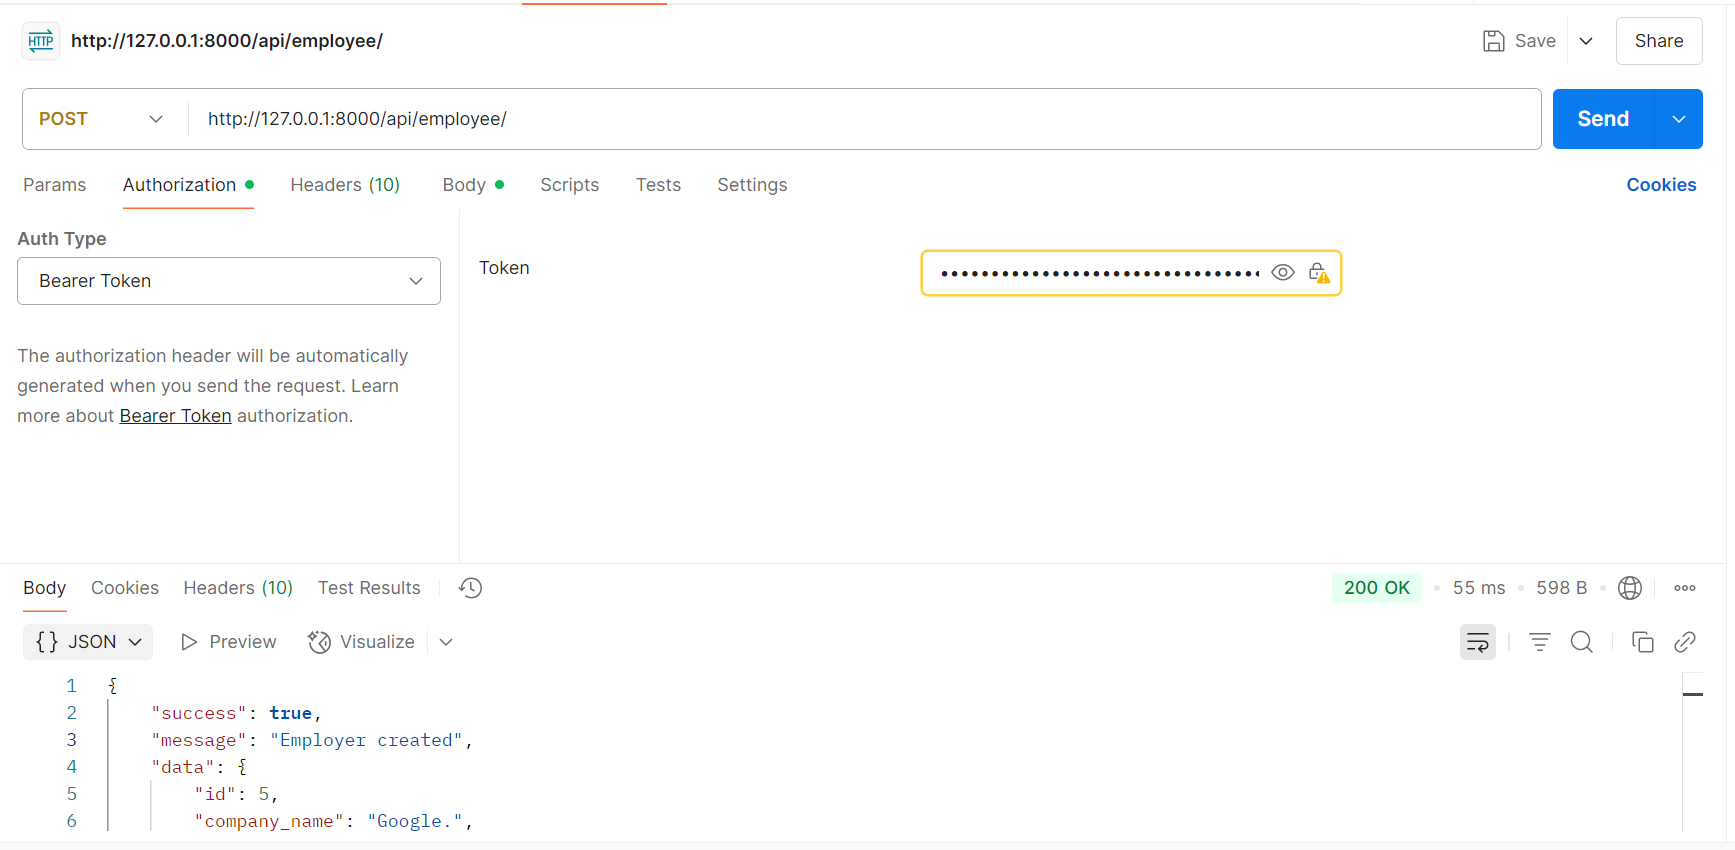 HTTP http://127.0.0.1:8000/api/employee/ Save Share
POST http://127.0.0.1:8000/api/employee/ Send
Params Authorization Headers (10) Body Scripts Tests Settings Cookies
Auth Type
Bearer Token
Token
The authorization header will be automatically
generated when you send the request. Learn
more about Bearer Token authorization.
Body Cookies Headers (10) Test Results 200 OK 55 ms 598 B
{} JSON Preview Visualize
1 {
2 "success": true,
3 "message": "Employer created",
4 "data": {
5 "id": 5,
6 "company_name": "Google.",